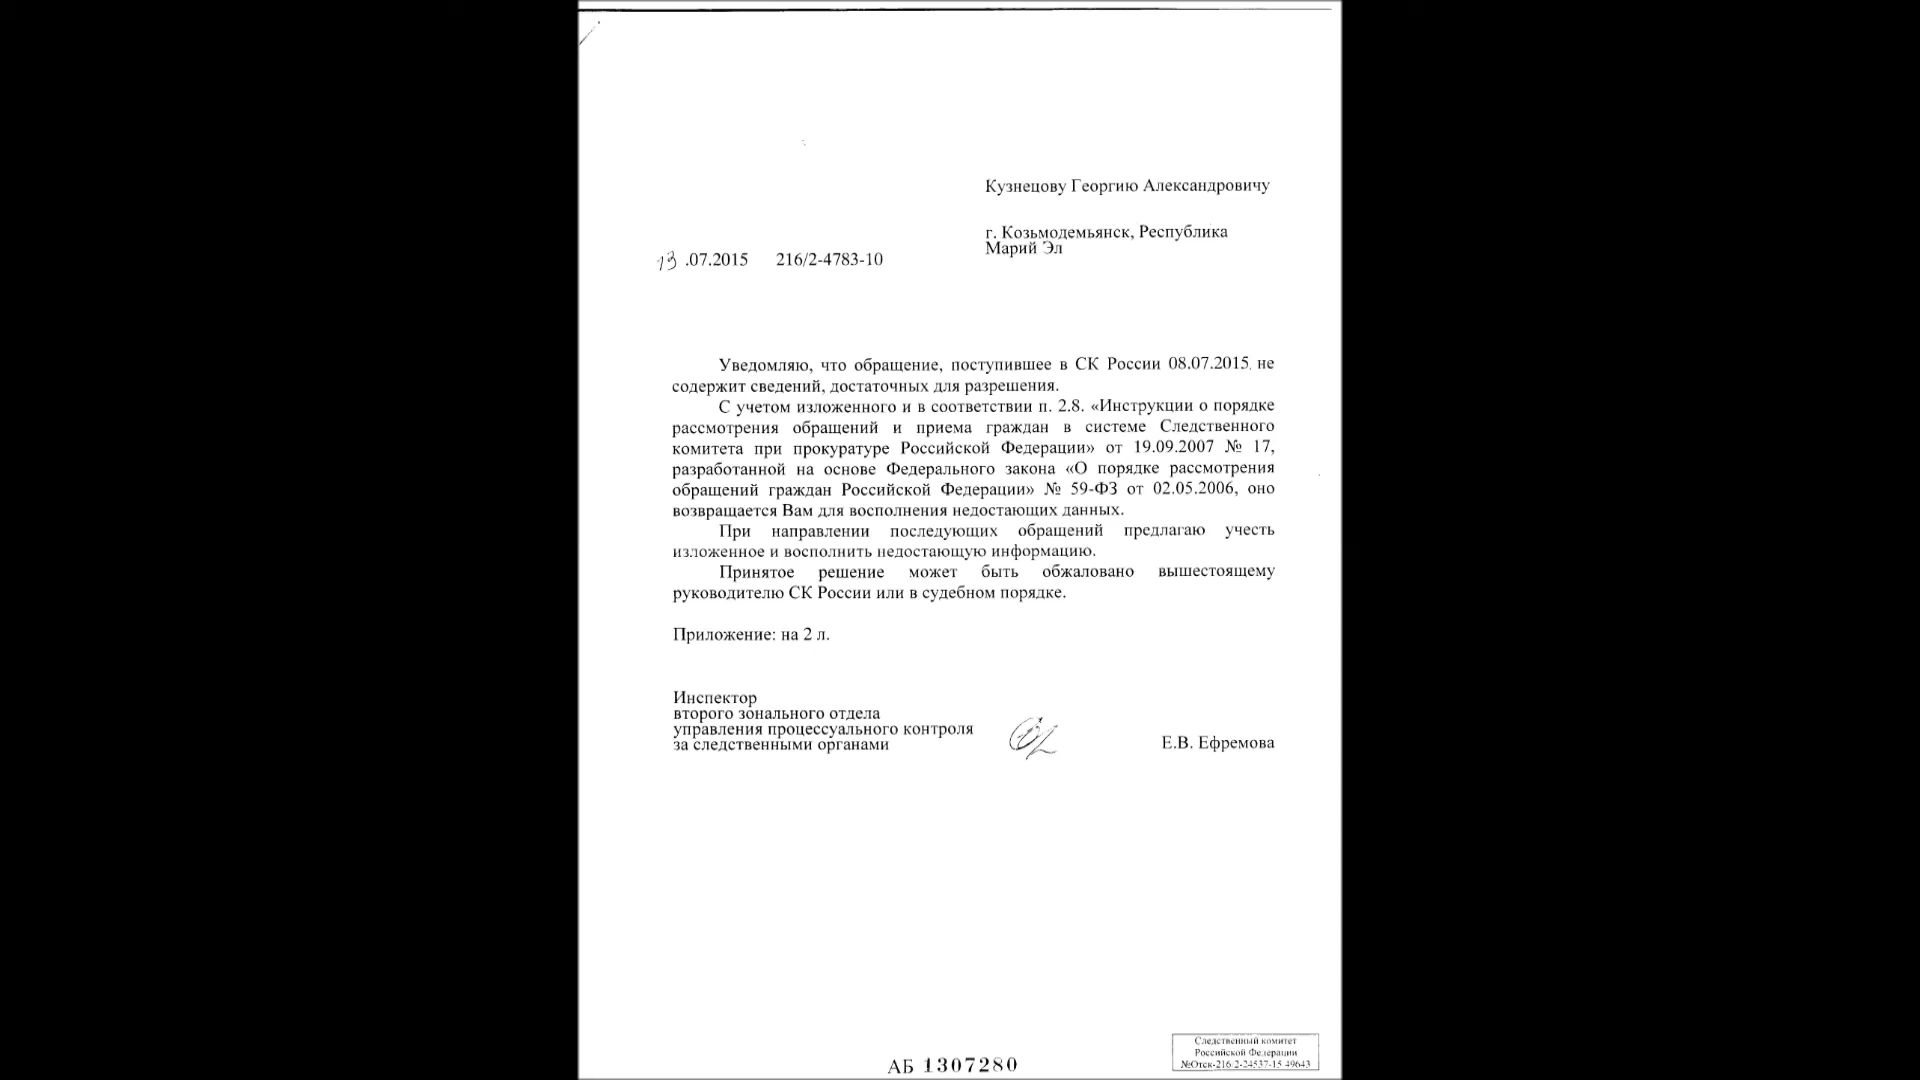 Кузнецову Георгию Александровичу
г. Козьмодемьянск, Республика
Марий Эл
13 .07.2015 216/2-4783-10
Уведомляю, что обращение, поступившее в СК России 08.07.2015 не
содержит сведений, достаточных для разрешения.
С учетом изложенного и в соответствии п. 2.8. «Инструкции о порядке
рассмотрения обращений и приема граждан в системе Следственного
комитета при прокуратуре Российской Федерации» от 19.09.2007 № 17,
разработанной на основе Федерального закона «О порядке рассмотрения
обращений граждан Российской Федерации» № 59-ФЗ от 02.05.2006, оно
возвращается Вам для восполнения недостающих данных.
При направлении последующих обращений предлагаю учесть
изложенное и восполнить недостающую информацию.
Принятое решение может быть обжаловано вышестоящему
руководителю СК России или в судебном порядке.
Приложение: на 2 л.
Инспектор
второго зонального отдела
управления процессуального контроля
за следственными органами
Е.В. Ефремова
АБ 1307280
Следственный комитет
Российской Федерации
№Отск-216/2-24537-15/49643